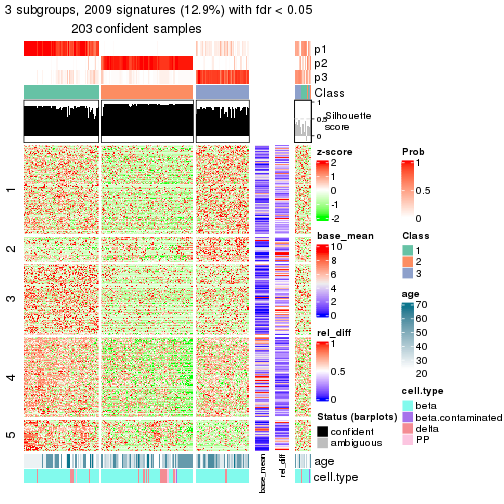 3 subgroups, 2009 signatures (12.9%) with fdr < 0.05
203 confident samples
p1
p2
p3
Class
1
0.5
0
Silhouette
score
1
2
3
4
5
z-score
2
1
0
-1
-2
base_mean
10
8
6
4
2
0
rel_diff
1
0.5
0
Status (barplots)
confident
ambiguous
Prob
1
0.5
0
Class
1
2
3
age
70
60
50
40
30
20
cell.type
beta
beta.contaminated
delta
PP
age
cell.type
base_mean
rel_diff